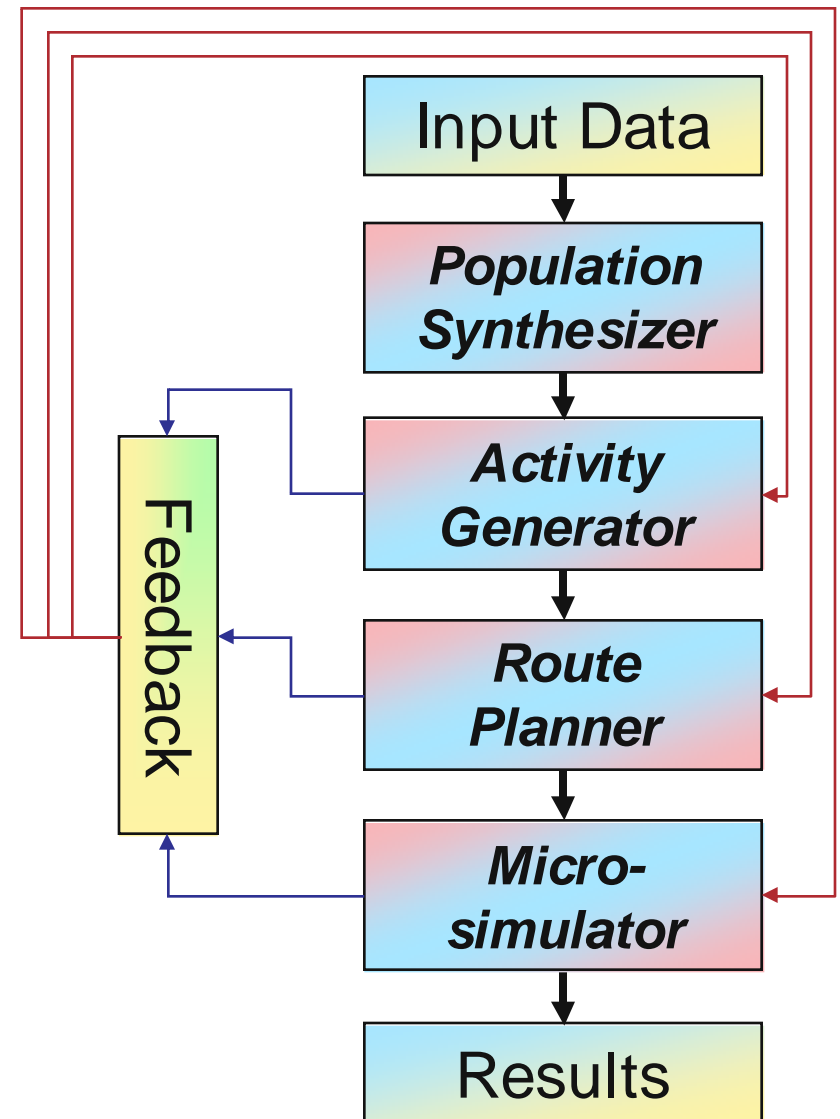 Input Data
Population
Synthesizer
Activity
Generator
Feedback
Route
Planner
Micro-
simulator
Results